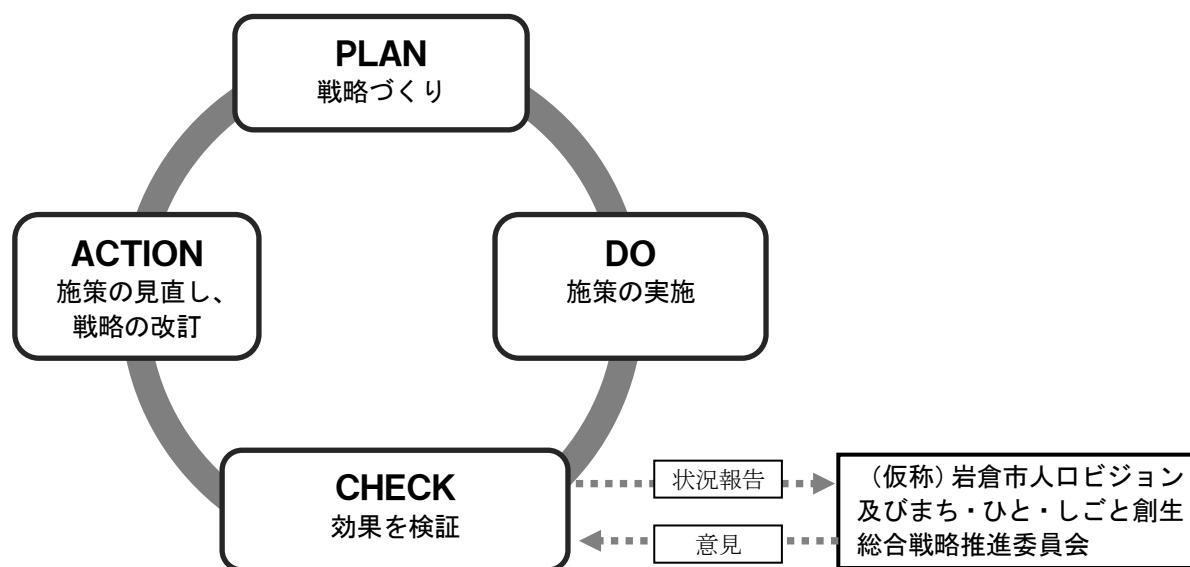 PLAN
戦略づくり
ACTION
施策の見直し、
戦略の改訂
DO
施策の実施
CHECK
効果を検証
状況報告
意見
（仮称）岩倉市人口ビジョン
及びまち・ひと・しごと創生
総合戦略推進委員会